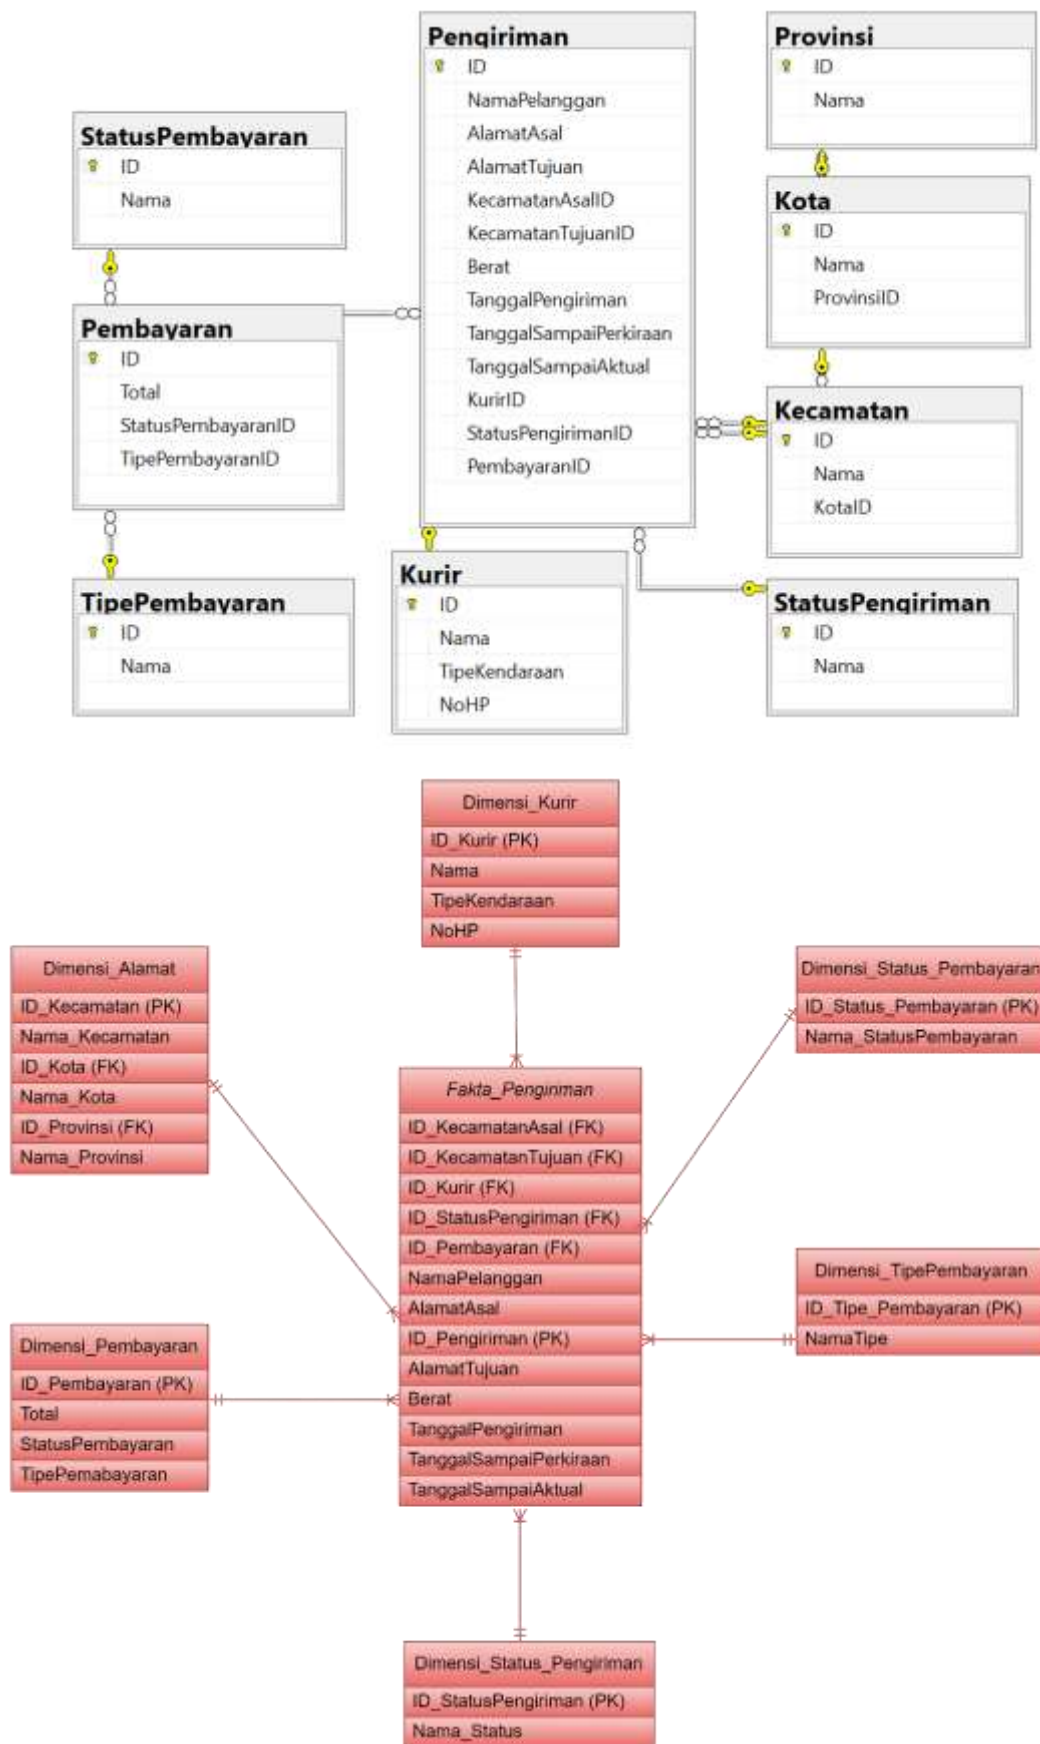 StatusPembayaran
ID
Nama
Pembayaran
ID
Total
StatusPembayaranID
TipePembayaranID
TipePembayaran
ID
Nama
Pengiriman
ID
NamaPelanggan
AlamatAsal
AlamatTujuan
KecamatanAsalID
KecamatanTujuanID
Berat
TanggalPengiriman
TanggalSampaiPerkiraan
TanggalSampaiAktual
KurirID
StatusPengirimanID
PembayaranID
Kurir
ID
Nama
TipeKendaraan
NoHP
Provinsi
ID
Nama
Kota
ID
Nama
ProvinsiID
Kecamatan
ID
Nama
KotaID
StatusPengiriman
ID
Nama
Dimensi_Kurir
ID_Kurir (PK)
Nama
TipeKendaraan
NoHP
Dimensi_Alamat
ID_Kecamatan (PK)
Nama_Kecamatan
ID_Kota (FK)
Nama_Kota
ID_Provinsi (FK)
Nama_Provinsi
Dimensi_Pembayaran
ID_Pembayaran (PK)
Total
StatusPembayaran
TipePemabayaran
Fakta_Pengiriman
ID_KecamatanAsal (FK)
ID_KecamatanTujuan (FK)
ID_Kurir (FK)
ID_StatusPengiriman (FK)
ID_Pembayaran (FK)
NamaPelanggan
AlamatAsal
ID_Pengiriman (PK)
AlamatTujuan
Berat
TanggalPengiriman
TanggalSampaiPerkiraan
TanggalSampaiAktual
Dimensi_Status_Pembayaran
ID_Status_Pembayaran (PK)
Nama_StatusPembayaran
Dimensi_TipePembayaran
ID_Tipe_Pembayaran (PK)
NamaTipe
Dimensi_Status_Pengiriman
ID_StatusPengiriman (PK)
Nama_Status